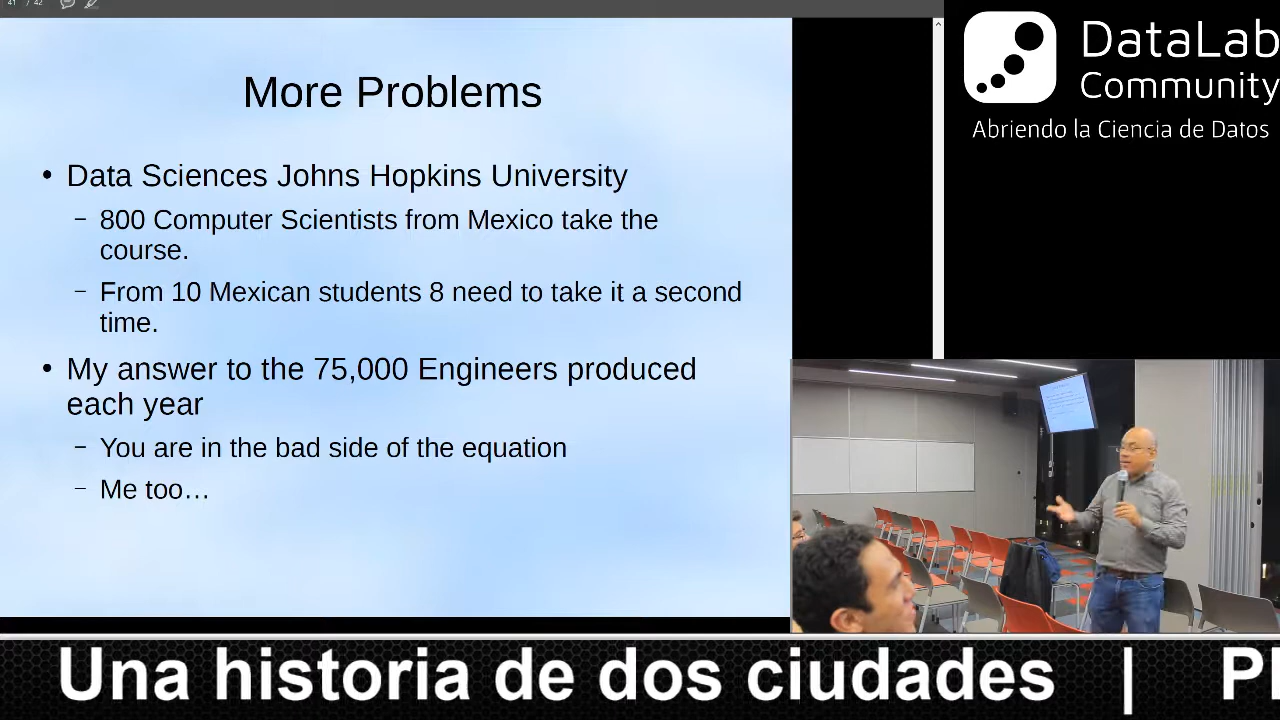 41 / 42
More Problems
• Data Sciences Johns Hopkins University
– 800 Computer Scientists from Mexico take the
course.
– From 10 Mexican students 8 need to take it a second
time.
• My answer to the 75,000 Engineers produced
each year
– You are in the bad side of the equation
– Me too…
DataLab
Community
Abriendo la Ciencia de Datos
Una historia de dos ciudades |